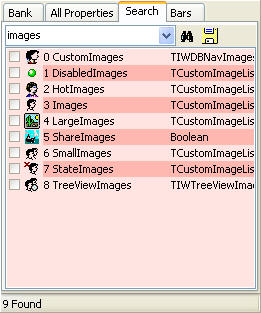 Bank All Properties Search Bars
images
0 CustomImages TIWDBNavImages
1 DisabledImages TCustomImageLis
2 HotImages TCustomImageLis
3 Images TCustomImageLis
4 LargeImages TCustomImageLis
5 ShareImages Boolean
6 SmallImages TCustomImageLis
7 StateImages TCustomImageLis
8 TreeViewImages TIWTreeViewIma
9 Found